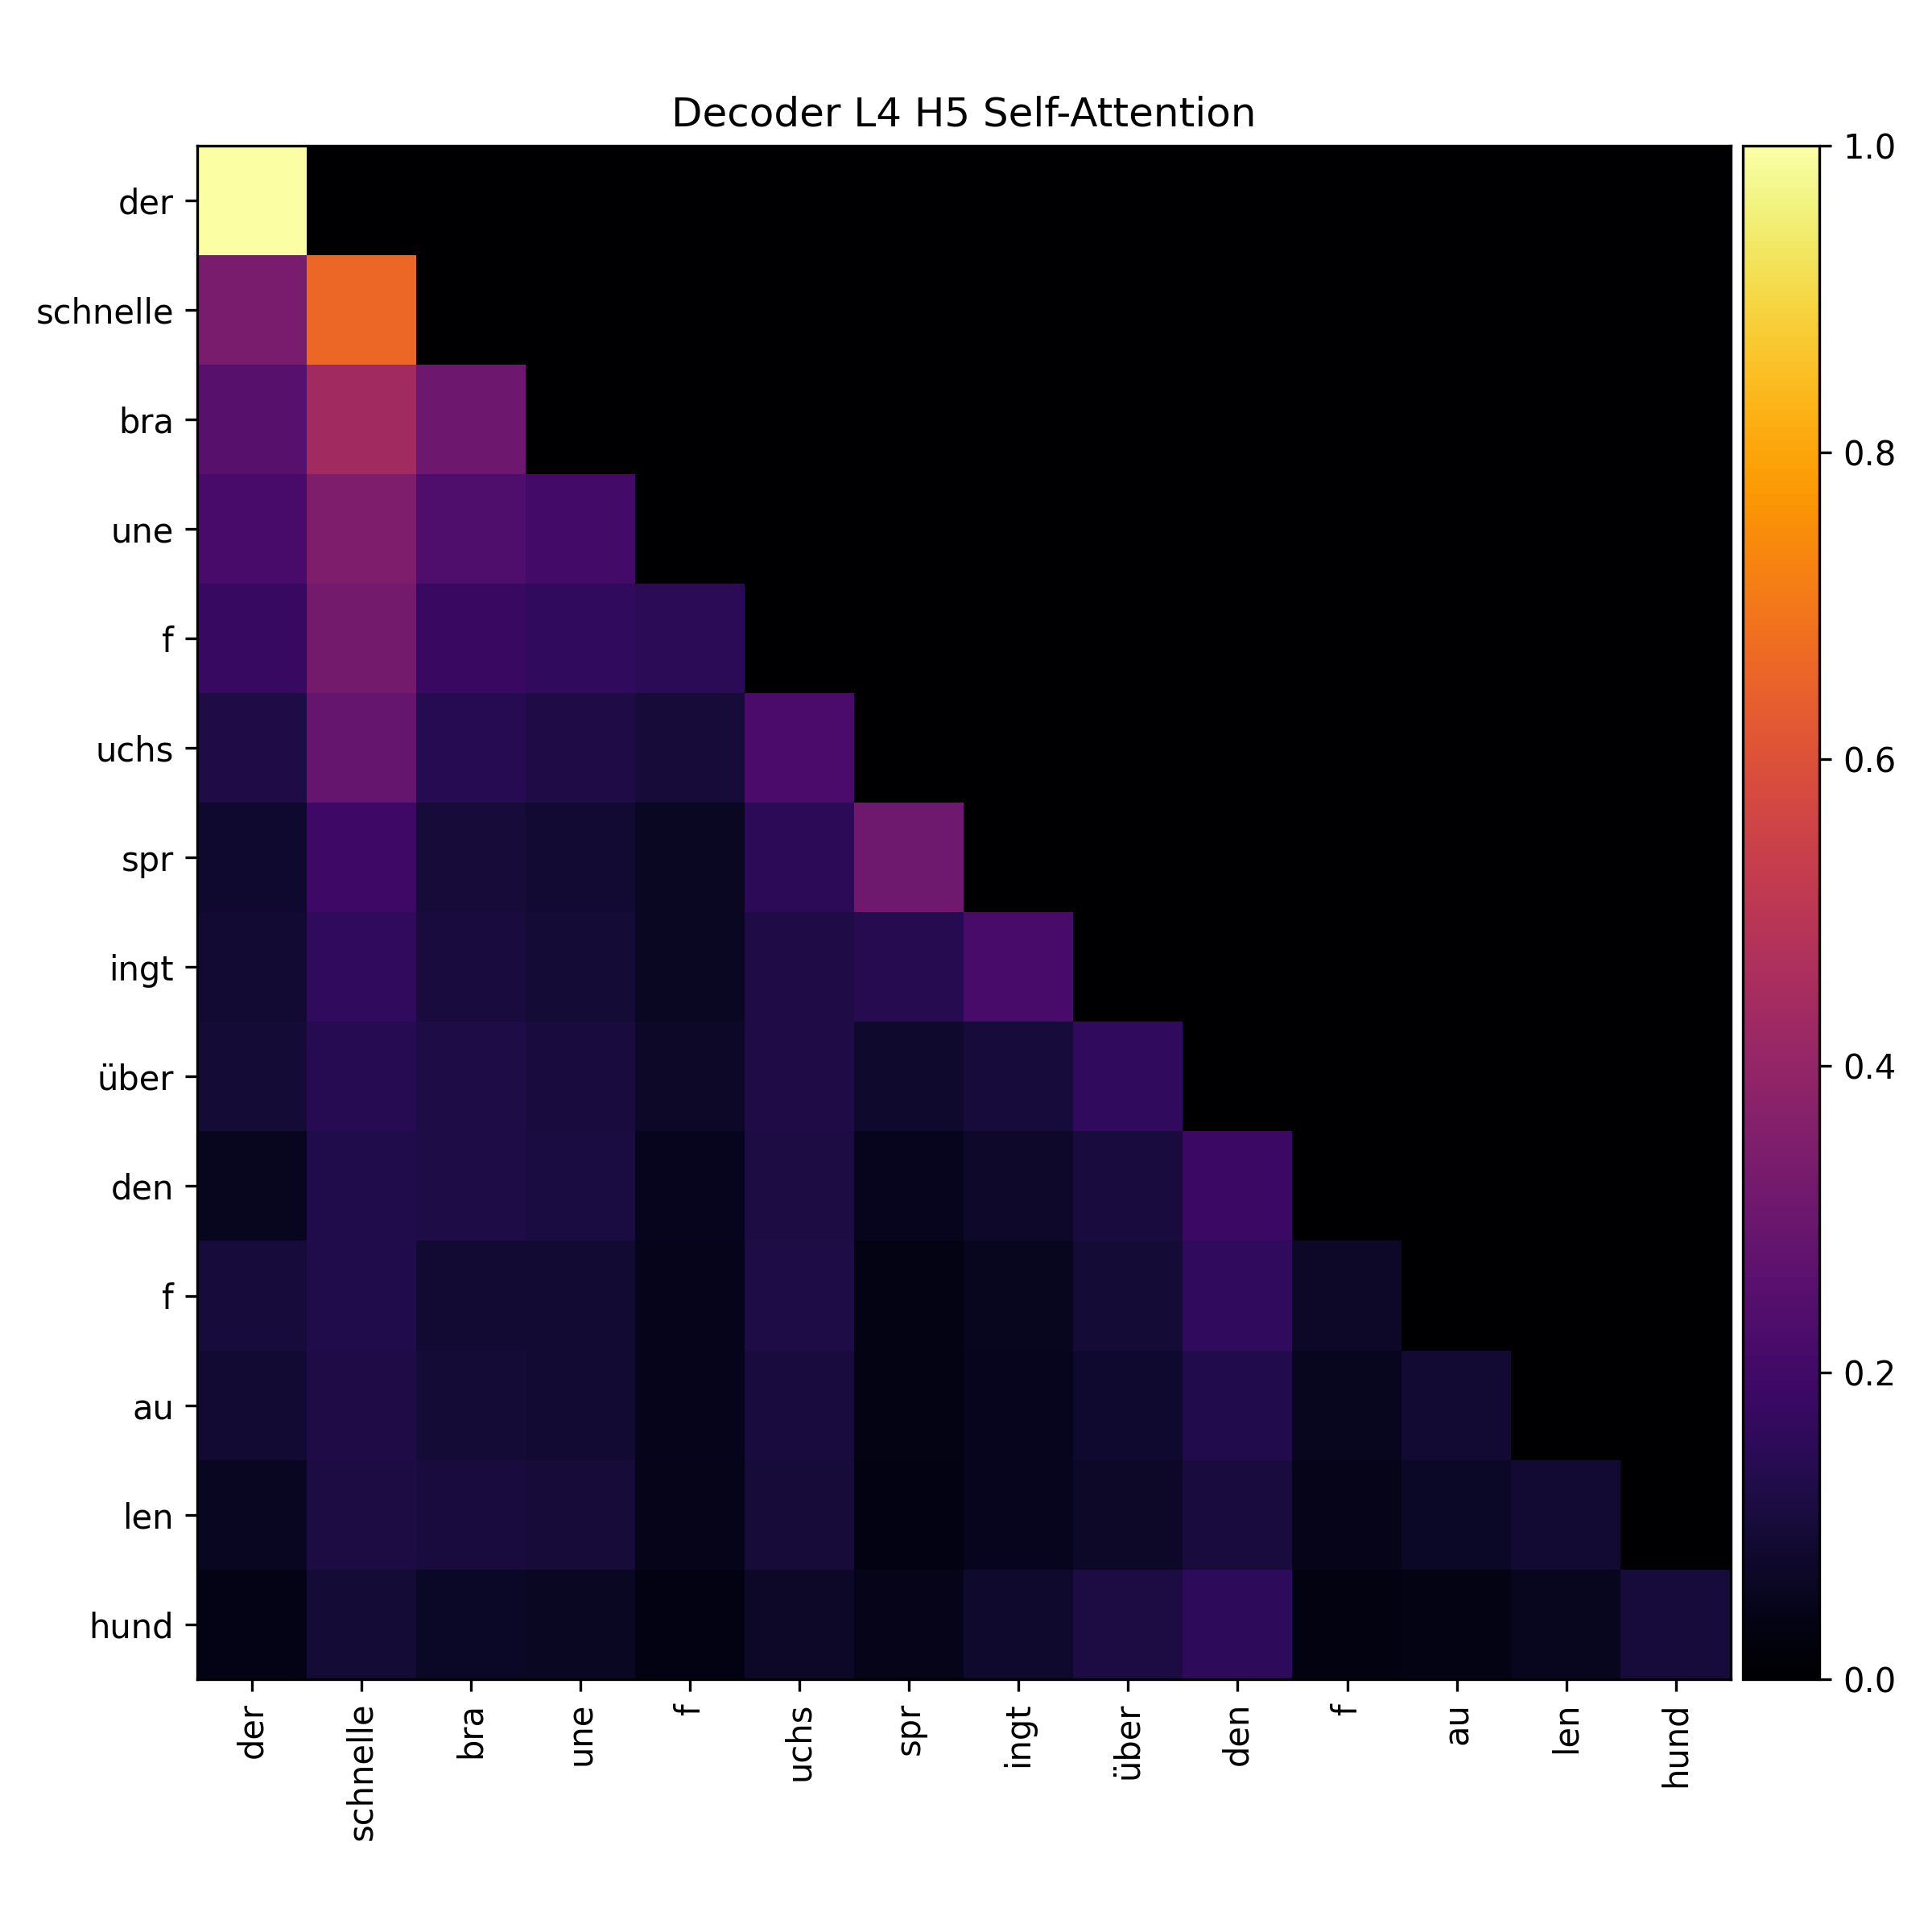 Decoder L4 H5 Self-Attention
der
schnelle
bra
une
f
uchs
spr
ingt
über
den
f
au
len
hund
1.0
0.8
0.6
0.4
0.2
0.0
der
schnelle
bra
une
f
uchs
spr
ingt
über
den
f
au
len
hund